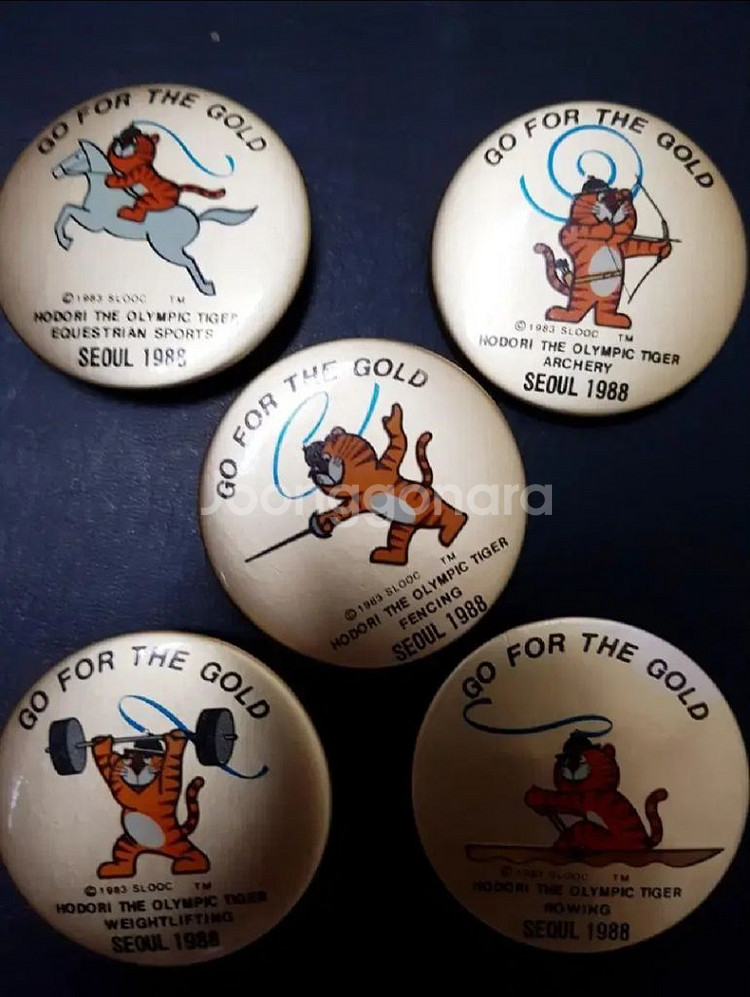 GO FOR THE GOLD
©1983 SLOOC TM
HODORI THE OLYMPIC TIGER
EQUESTRIAN SPORTS
SEOUL 1988
GO FOR THE GOLD
©1983 SLOOC TM
HODORI THE OLYMPIC TIGER
ARCHERY
SEOUL 1988
GO FOR THE GOLD
©1983 SLOOC TM
HODORI THE OLYMPIC TIGER
FENCING
SEOUL 1988
Joonggonara
GO FOR THE GOLD
©1983 SLOOC TM
HODORI THE OLYMPIC TIGER
WEIGHTLIFTING
SEOUL 1988
GO FOR THE GOLD
©1983 SLOOC TM
HODORI THE OLYMPIC TIGER
ROWING
SEOUL 1988